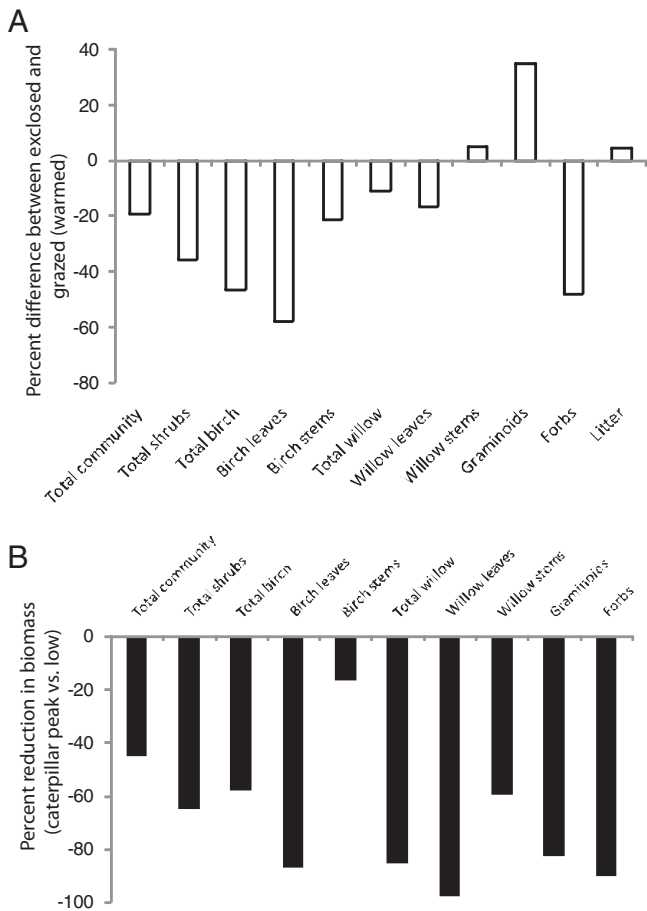 A
Percent difference between exclosed and
grazed (warmed)
40
20
0
-20
-40
-60
-80
Total community
Total shrubs
Total birch
Birch leaves
Birch stems
Total willow
Willow leaves
Willow stems
Graminoids
Forbs
Litter
B
Total community
Total shrubs
Total birch
Birch leaves
Birch stems
Total willow
Willow leaves
Willow stems
Graminoids
Forbs
Percent reduction in biomass
(caterpillar peak vs. low)
0
-20
-40
-60
-80
-100